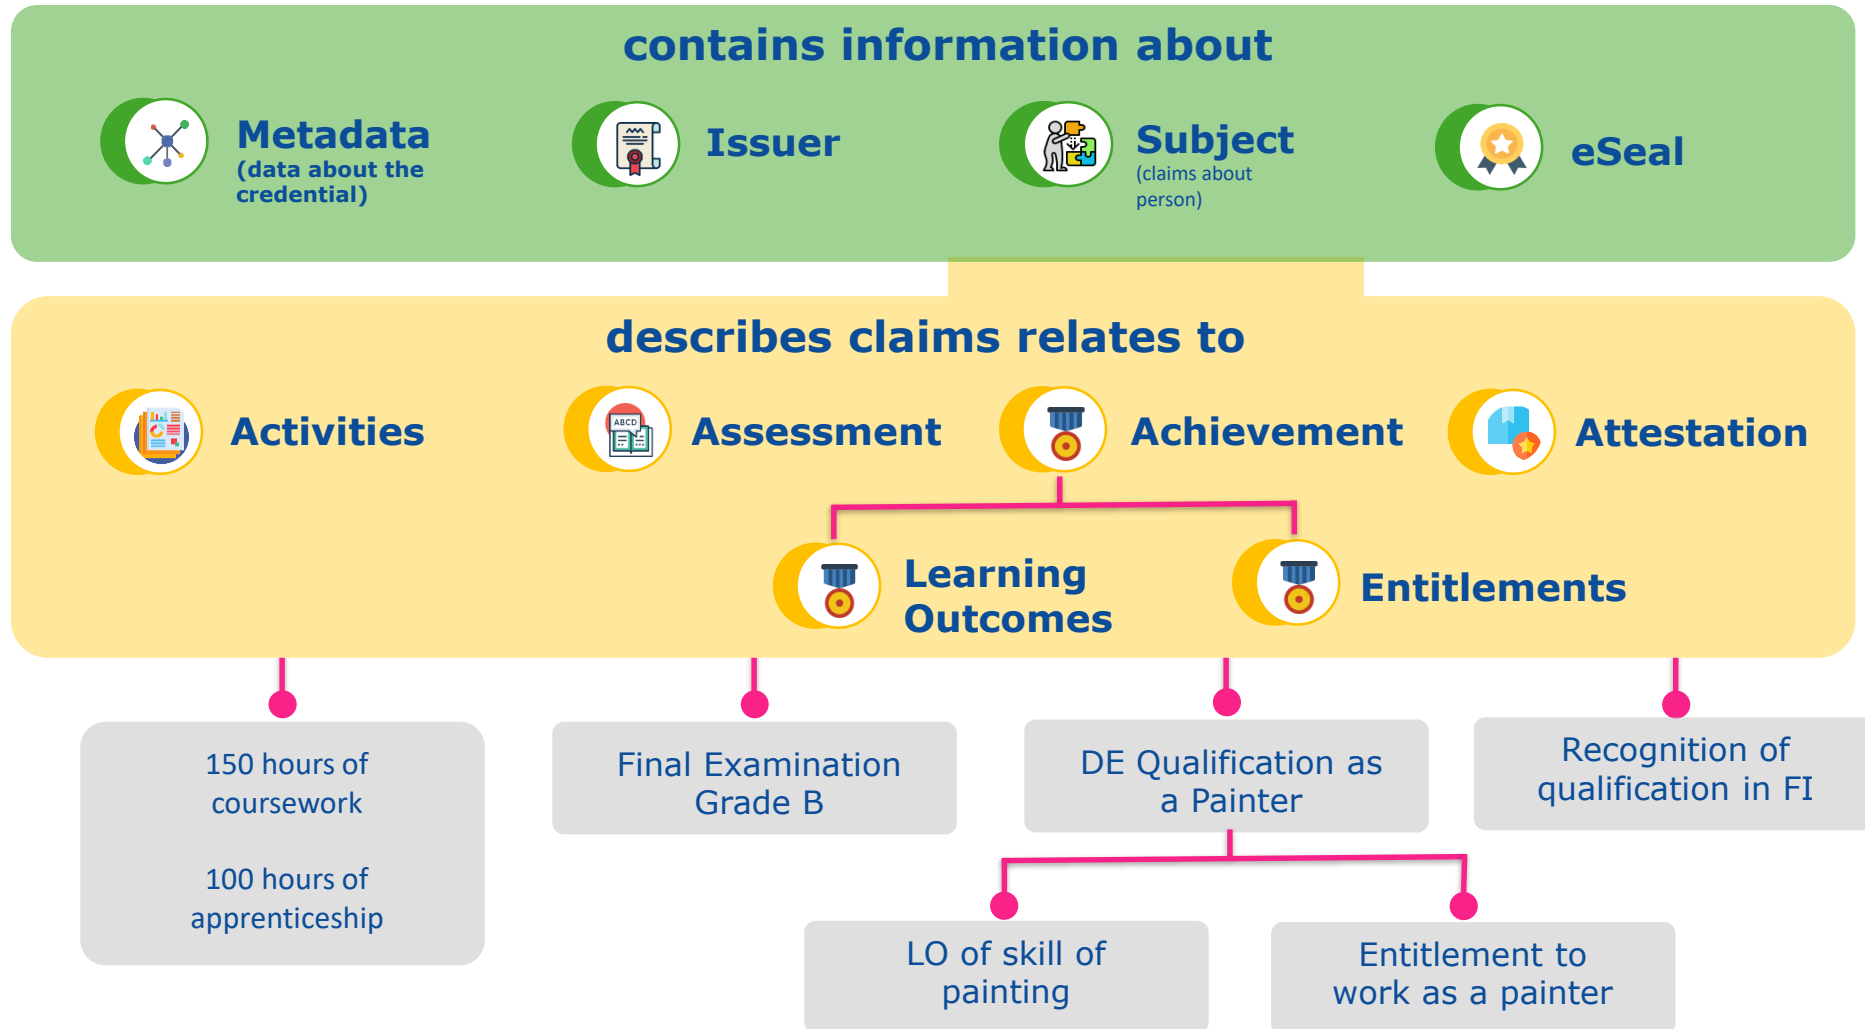 contains information about
Metadata
(data about the
credential)
Issuer
Subject
(claims about
person)
eSeal
describes claims relates to
Activities
Assessment
ABCD
Achievement
Attestation
Learning
Outcomes
Entitlements
150 hours of
coursework
100 hours of
apprenticeship
Final Examination
Grade B
DE Qualification as
a Painter
Recognition of
qualification in FI
LO of skill of
painting
Entitlement to
work as a painter